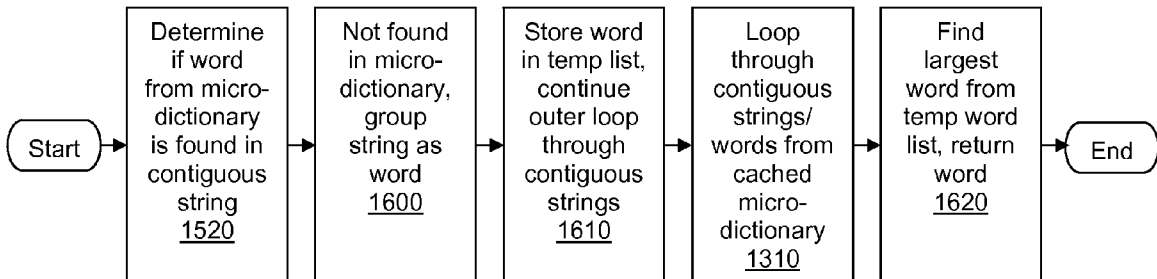 Start
Determine
if word
from micro-
dictionary
is found in
contiguous
string
1520
Not found
in micro-
dictionary,
group
string as
word
1600
Store word
in temp list,
continue
outer loop
through
contiguous
strings
1610
Loop
through
contiguous
strings/
words from
cached
micro-
dictionary
1310
Find
largest
word from
temp word
list, return
word
1620
End